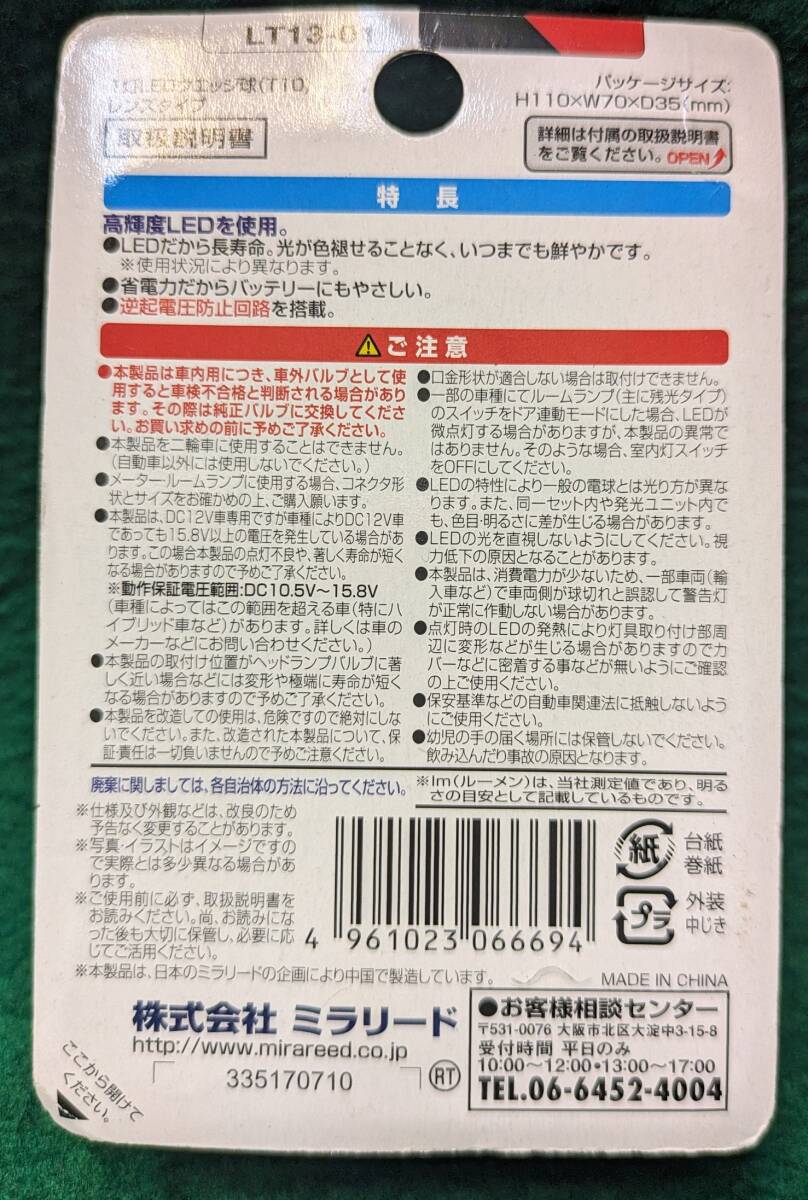 LT13-01
1灯LEDウエッジ球(T10)
レンズタイプ
取扱説明書
パッケージサイズ:
H110×W70×D35(mm)
詳細は付属の取扱説明書
をご覧ください。OPEN
特 長
高輝度LEDを使用。
●LEDだから長寿命。光が色褪せることなく、いつまでも鮮やかです。
※使用状況により異なります。
●省電力だからバッテリーにもやさしい。
●逆起電圧防止回路を搭載。
ご注意
●本製品は車内用につき、車外バルブとして使
用すると車検不合格と判断される場合があり
ます。その際は純正バルブに交換してくださ
い。お買い求めの前に予めご了承ください。
●本製品を二輪車に使用することはできません。
(自動車以外には使用しないでください。)
●メーター・ルームランプに使用する場合、コネクタ形
状とサイズをお確かめの上、ご購入願います。
●本製品は、DC12V車専用ですが車種によりDC12V車
であっても15.8V以上の電圧を発生している場合があ
ります。この場合本製品の点灯不良や、著しく寿命が短く
なる場合がありますので予めご了承ください。
※動作保証電圧範囲:DC10.5V〜15.8V
(車種によってはこの範囲を超える車(特にハ
イブリッド車など)があります。詳しくは車の
メーカーなどにお問い合わせください。)
●本製品の取付け位置がヘッドランプバルブに著
しく近い場合などには変形や極端に寿命が短く
なる場合がありますので予めご了承ください。
●本製品を改造しての使用は、危険ですので絶対にしな
いでください。また、改造された本製品について、保
証・責任は一切負いませんので予めご注意ください。
●口金形状が適合しない場合は取付けできません。
●一部の車種にてルームランプ(主に残光タイプ)
のスイッチをドア連動モードにした場合、LEDが
微点灯する場合がありますが、本製品の異常で
はありません。そのような場合、室内灯スイッチ
をOFFにしてください。
●LEDの特性により一般の電球とは光り方が異な
ります。また、同一セット内や発光ユニット内で
も、色目・明るさに差が生じる場合があります。
●LEDの光を直視しないようにしてください。視
力低下の原因となることがあります。
●本製品は、消費電力が少ないため、一部車両(輸
入車など)で車両側が球切れと誤認して警告灯
が正常に作動しない場合があります。
●点灯時のLEDの発熱により灯具取り付け部周
辺に変形などが生じる場合がありますのでカ
バーなどに密着する事などが無いようにご確認
の上ご使用ください。
●保安基準などの自動車関連法に抵触しないよう
にご使用ください。
●幼児の手の届く場所には保管しないでください。
飲み込んだり事故の原因となります。
廃棄に関しましては、各自治体の方法に沿ってください。
※lm(ルーメン)は、当社測定値であり、明る
さの目安として記載しているものです。
※仕様及び外観などは、改良のため
予告なく変更することがあります。
※写真・イラストはイメージですの
で実際とは多少異なる場合があ
ります。
※ご使用前に必ず、取扱説明書を
お読みください。尚、お読みにな
った後も大切に保管し、必要に応
じてご活用ください。
4 961023 066694
紙
台紙
巻紙
プラ
外装
中じき
※本製品は、日本のミラリードの企画により中国で製造しています。
MADE IN CHINA
株式会社 ミラリード
http://www.mirareed.co.jp
335170710
RT
●お客様相談センター
〒531-0076 大阪市北区大淀中3-15-8
受付時間 平日のみ
10:00〜12:00・13:00〜17:00
TEL.06-6452-4004
ここから開けて
ください。